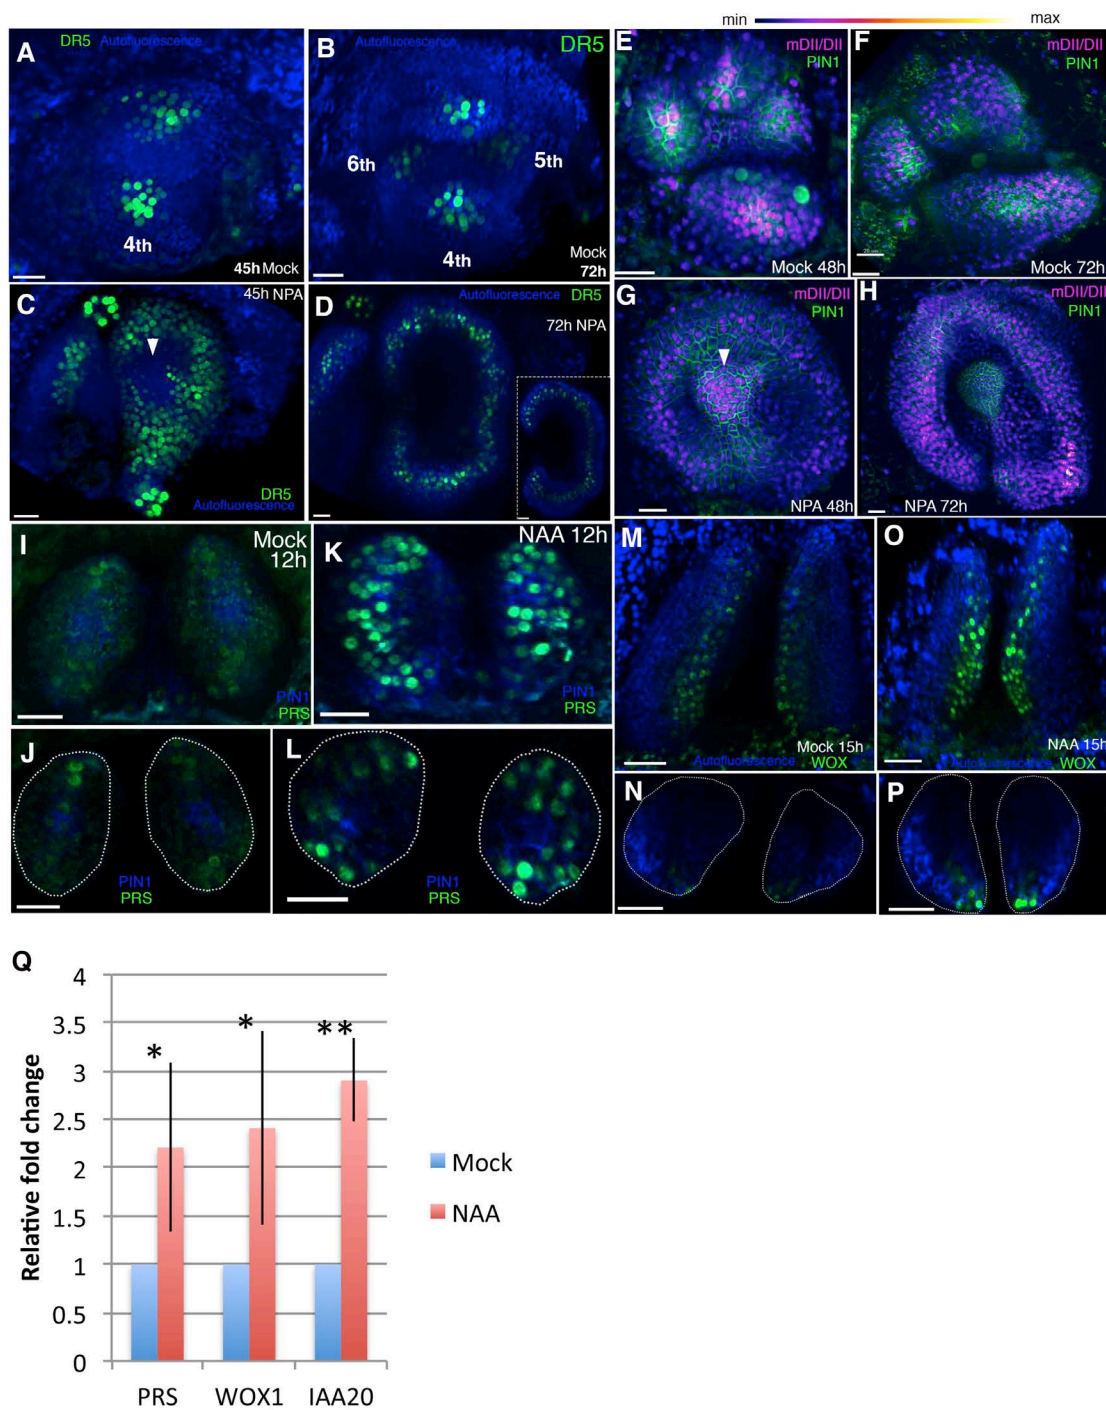 min max
A DR5 Autofluorescence
4th
45h Mock
B Autofluorescence DR5
6th 5th
4th
Mock
72h
E mDII/DII
PIN1
Mock 48h
F mDII/DII
PIN1
Mock 72h
C 45h NPA
DR5
Autofluorescence
D Autofluorescence DR5
72h NPA
G mDII/DII
PIN1
NPA 48h
H mDII/DII
PIN1
NPA 72h
I Mock
12h
PIN1
PRS
K NAA 12h
PIN1
PRS
M
Mock 15h
Autofluorescence WOX
O
NAA 15h
Autofluorescence WOX
J
PIN1
PRS
L
PIN1
PRS
N
P
Q
Relative fold change
4
3.5
3
2.5
2
1.5
1
0.5
0
* * **
PRS WOX1 IAA20
Mock
NAA